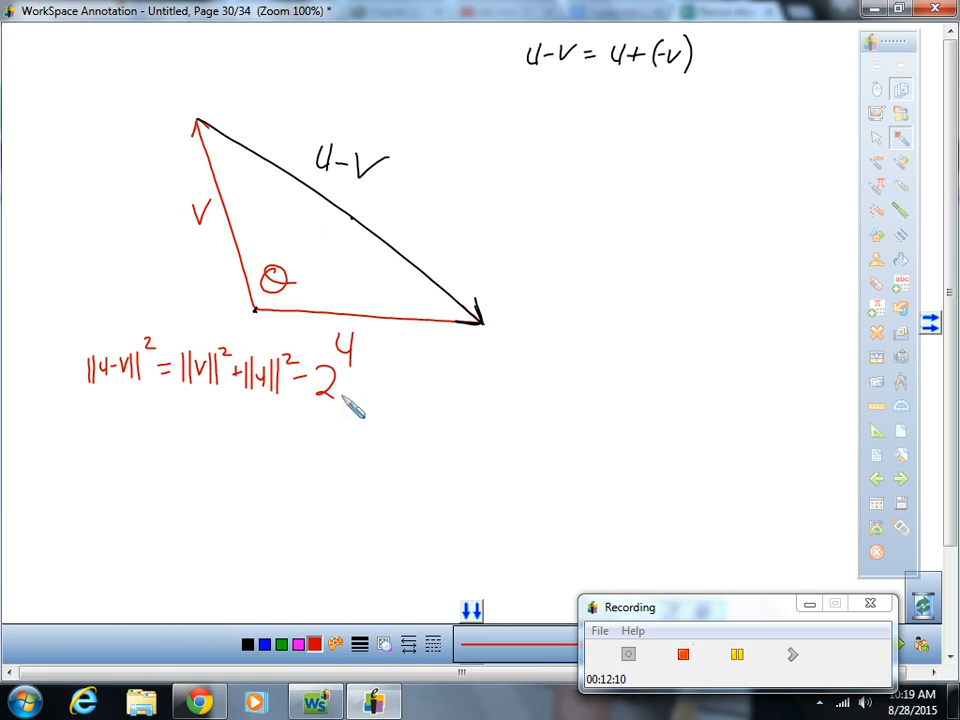 WorkSpace Annotation - Untitled, Page 30/34 (Zoom 100%) *
u-v = u+(-v)
u-v
v
θ
u
||u-v||² = ||v||² + ||u||² - 2
Recording
File Help
00:12:10
10:19 AM
8/28/2015